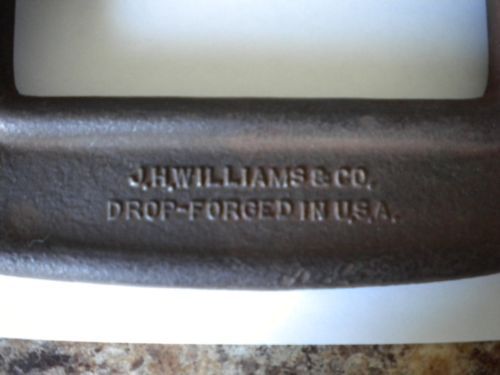 J.H.WILLIAMS & CO.
DROP-FORGED IN U.S.A.